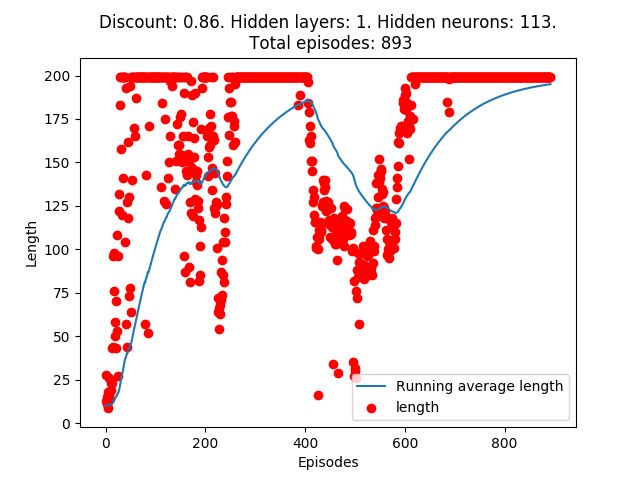 Discount: 0.86. Hidden layers: 1. Hidden neurons: 113.
Total episodes: 893
200
175
150
125
100
75
50
25
0
Length
0 200 400 600 800
Episodes
Running average length
length